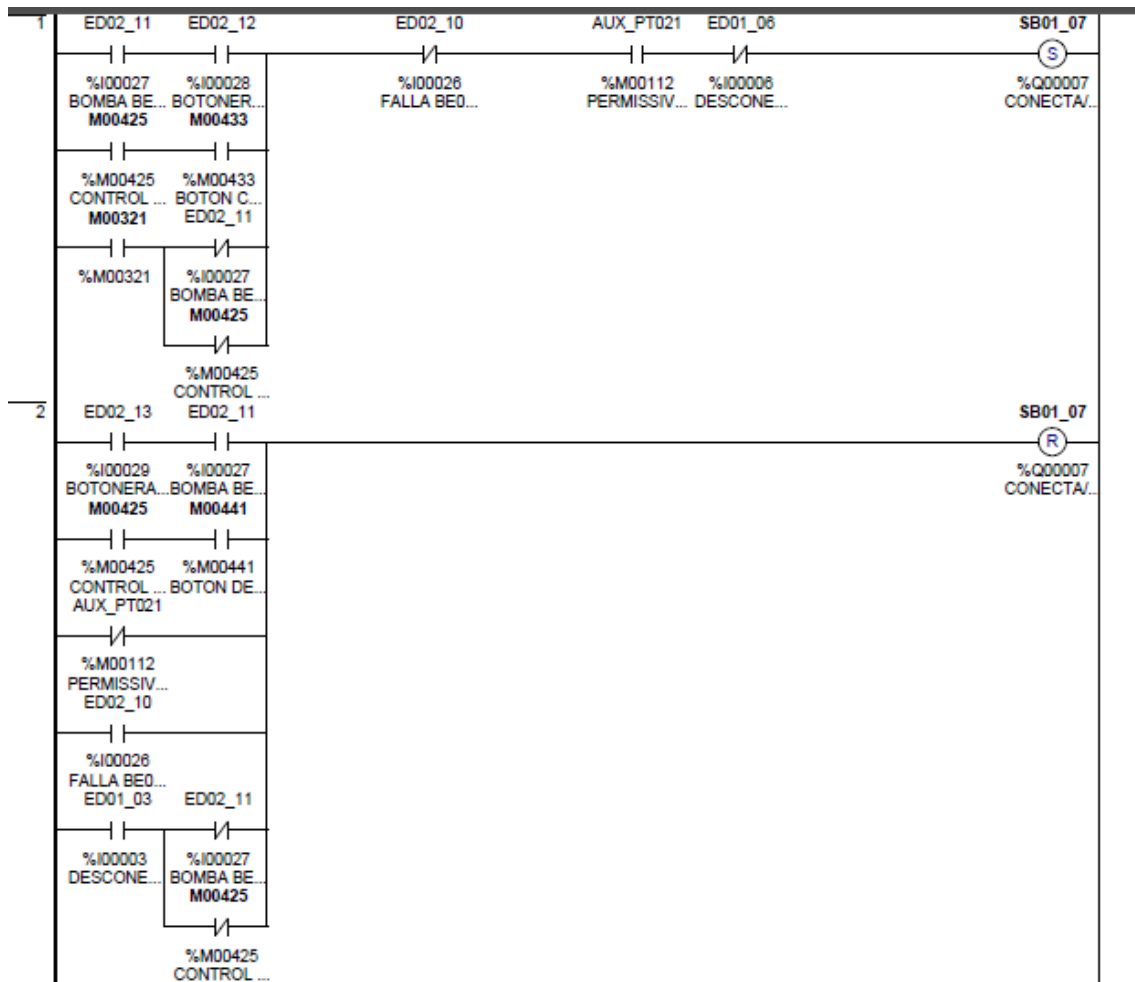 1 ED02_11 ED02_12 ED02_10 AUX_PT021 ED01_06 SB01_07
S
%I00027 %I00028 %I00026 %M00112 %I00006 %Q00007
BOMBA BE... BOTONER... FALLA BE0... PERMISSIV... DESCONE... CONECTA/..
M00425 M00433
%M00425 %M00433
CONTROL ... BOTON C...
M00321 ED02_11
%M00321 %I00027
BOMBA BE...
M00425
%M00425
CONTROL ...
2 ED02_13 ED02_11 SB01_07
R
%I00029 %I00027 %Q00007
BOTONERA...BOMBA BE... CONECTA/..
M00425 M00441
%M00425 %M00441
CONTROL ... BOTON DE...
AUX_PT021
%M00112
PERMISSIV...
ED02_10
%I00026
FALLA BE0...
ED01_03 ED02_11
%I00003 %I00027
DESCONE... BOMBA BE...
M00425
%M00425
CONTROL ...